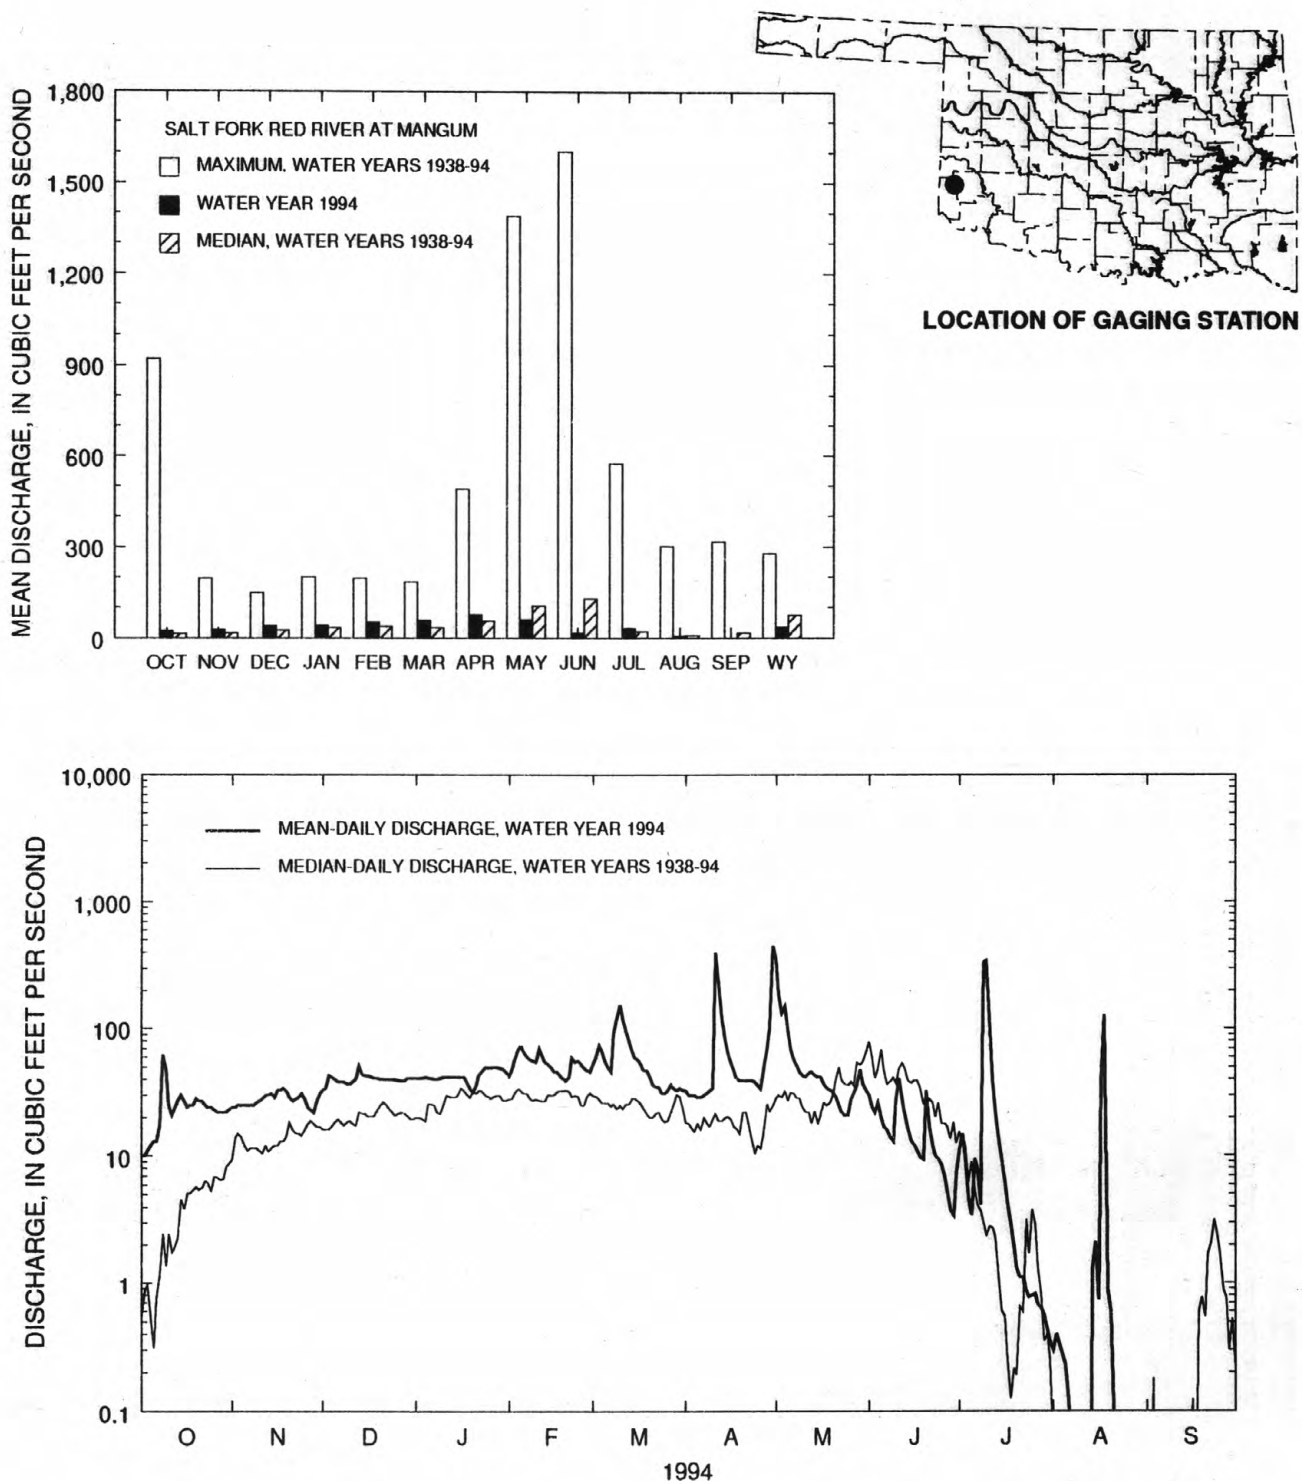 MEAN DISCHARGE, IN CUBIC FEET PER SECOND
1,800
1,500
1,200
900
600
300
0
SALT FORK RED RIVER AT MANGUM
MAXIMUM. WATER YEARS 1938-94
WATER YEAR 1994
MEDIAN, WATER YEARS 1938-94
OCT NOV DEC JAN FEB MAR APR MAY JUN JUL AUG SEP WY
LOCATION OF GAGING STATION
DISCHARGE, IN CUBIC FEET PER SECOND
10,000
1,000
100
10
1
0.1
MEAN-DAILY DISCHARGE, WATER YEAR 1994
MEDIAN-DAILY DISCHARGE, WATER YEARS 1938-94
O N D J F M A M J J A S
1994